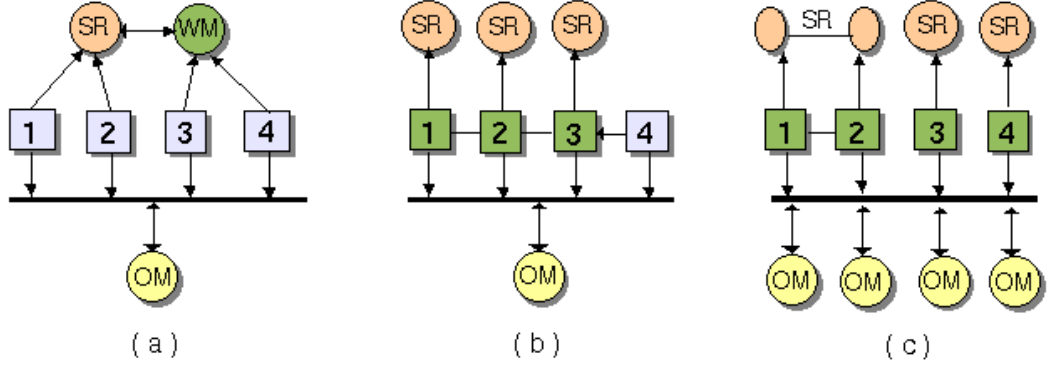 SR WM SR SR SR SR SR SR
1 2 3 4 1 2 3 4 1 2 3 4
OM OM OM OM OM OM
( a ) ( b ) ( c )